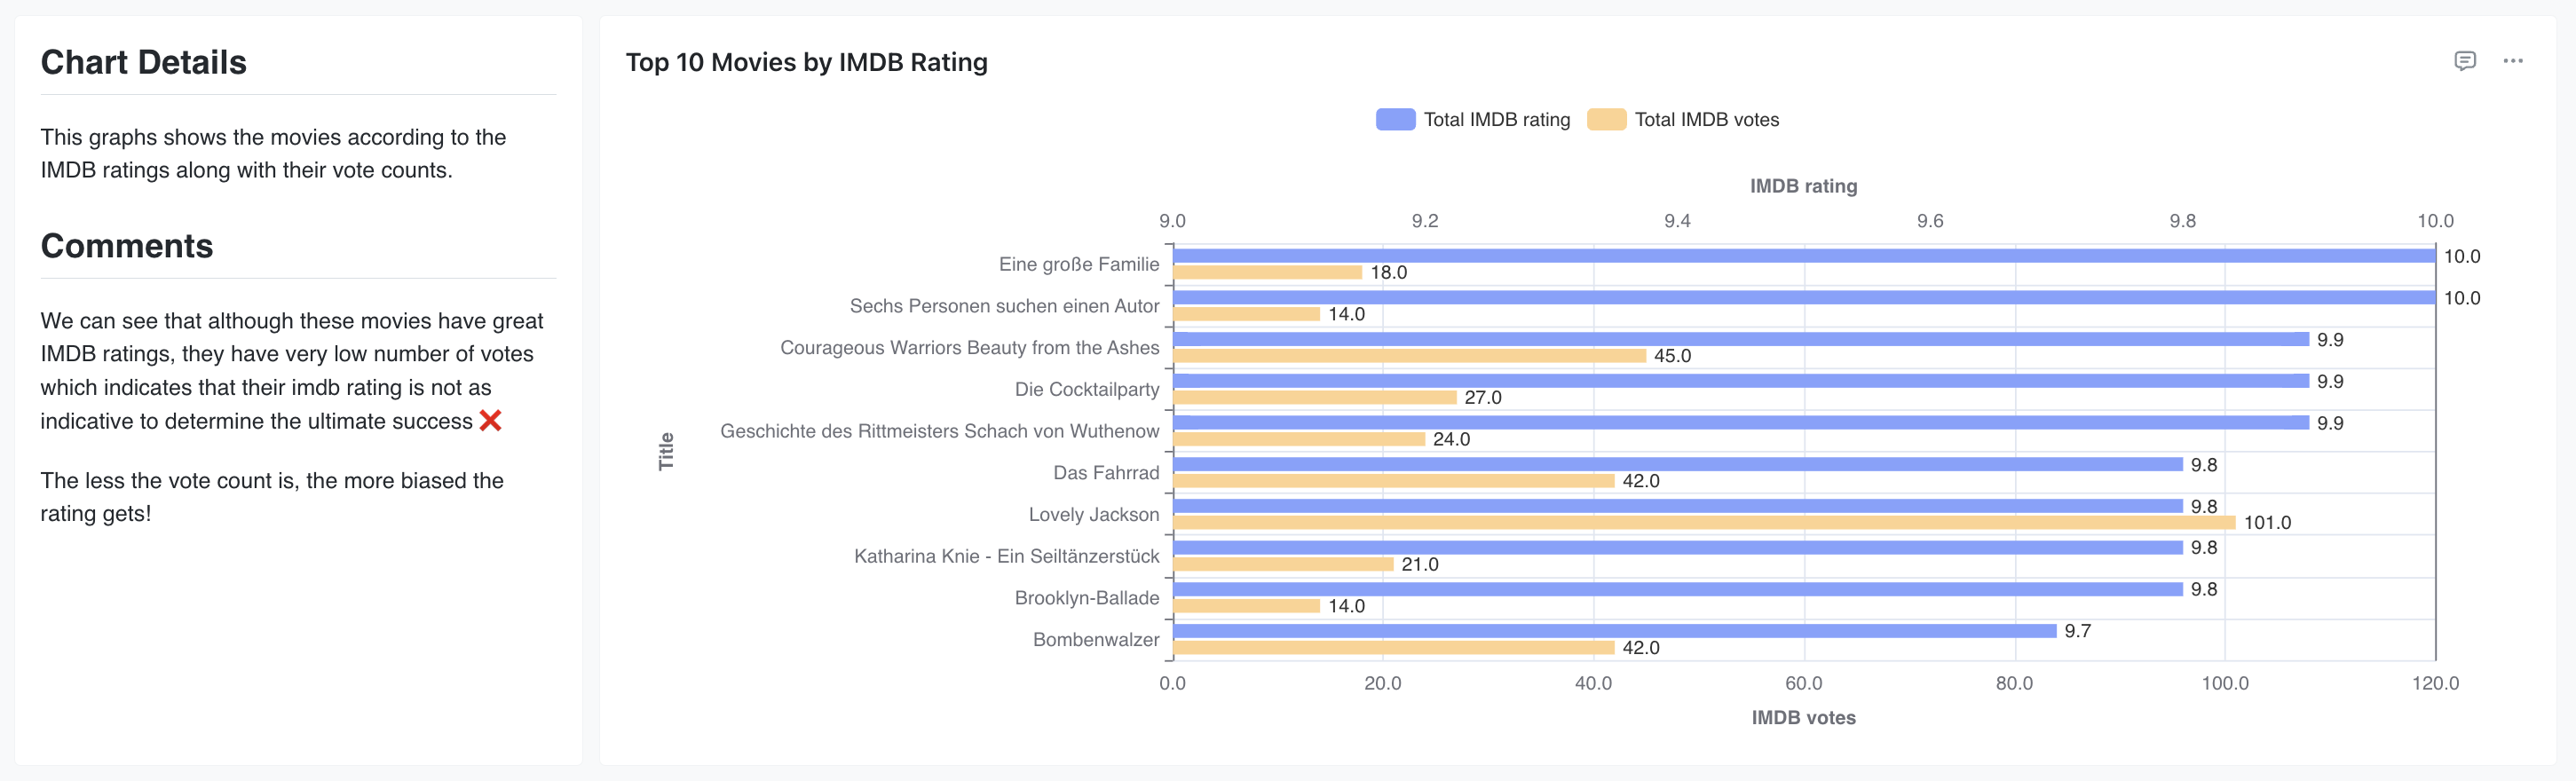 Chart Details
This graphs shows the movies according to the
IMDB ratings along with their vote counts.
Comments
We can see that although these movies have great
IMDB ratings, they have very low number of votes
which indicates that their imdb rating is not as
indicative to determine the ultimate success ❌
The less the vote count is, the more biased the
rating gets!
Top 10 Movies by IMDB Rating
Total IMDB rating Total IMDB votes
IMDB rating
9.0 9.2 9.4 9.6 9.8 10.0
Title
Eine große Familie 10.0
18.0
Sechs Personen suchen einen Autor 10.0
14.0
Courageous Warriors Beauty from the Ashes 9.9
45.0
Die Cocktailparty 9.9
27.0
Geschichte des Rittmeisters Schach von Wuthenow 9.9
24.0
Das Fahrrad 9.8
42.0
Lovely Jackson 9.8
101.0
Katharina Knie - Ein Seiltänzerstück 9.8
21.0
Brooklyn-Ballade 9.8
14.0
Bombenwalzer 9.7
42.0
0.0 20.0 40.0 60.0 80.0 100.0 120.0
IMDB votes